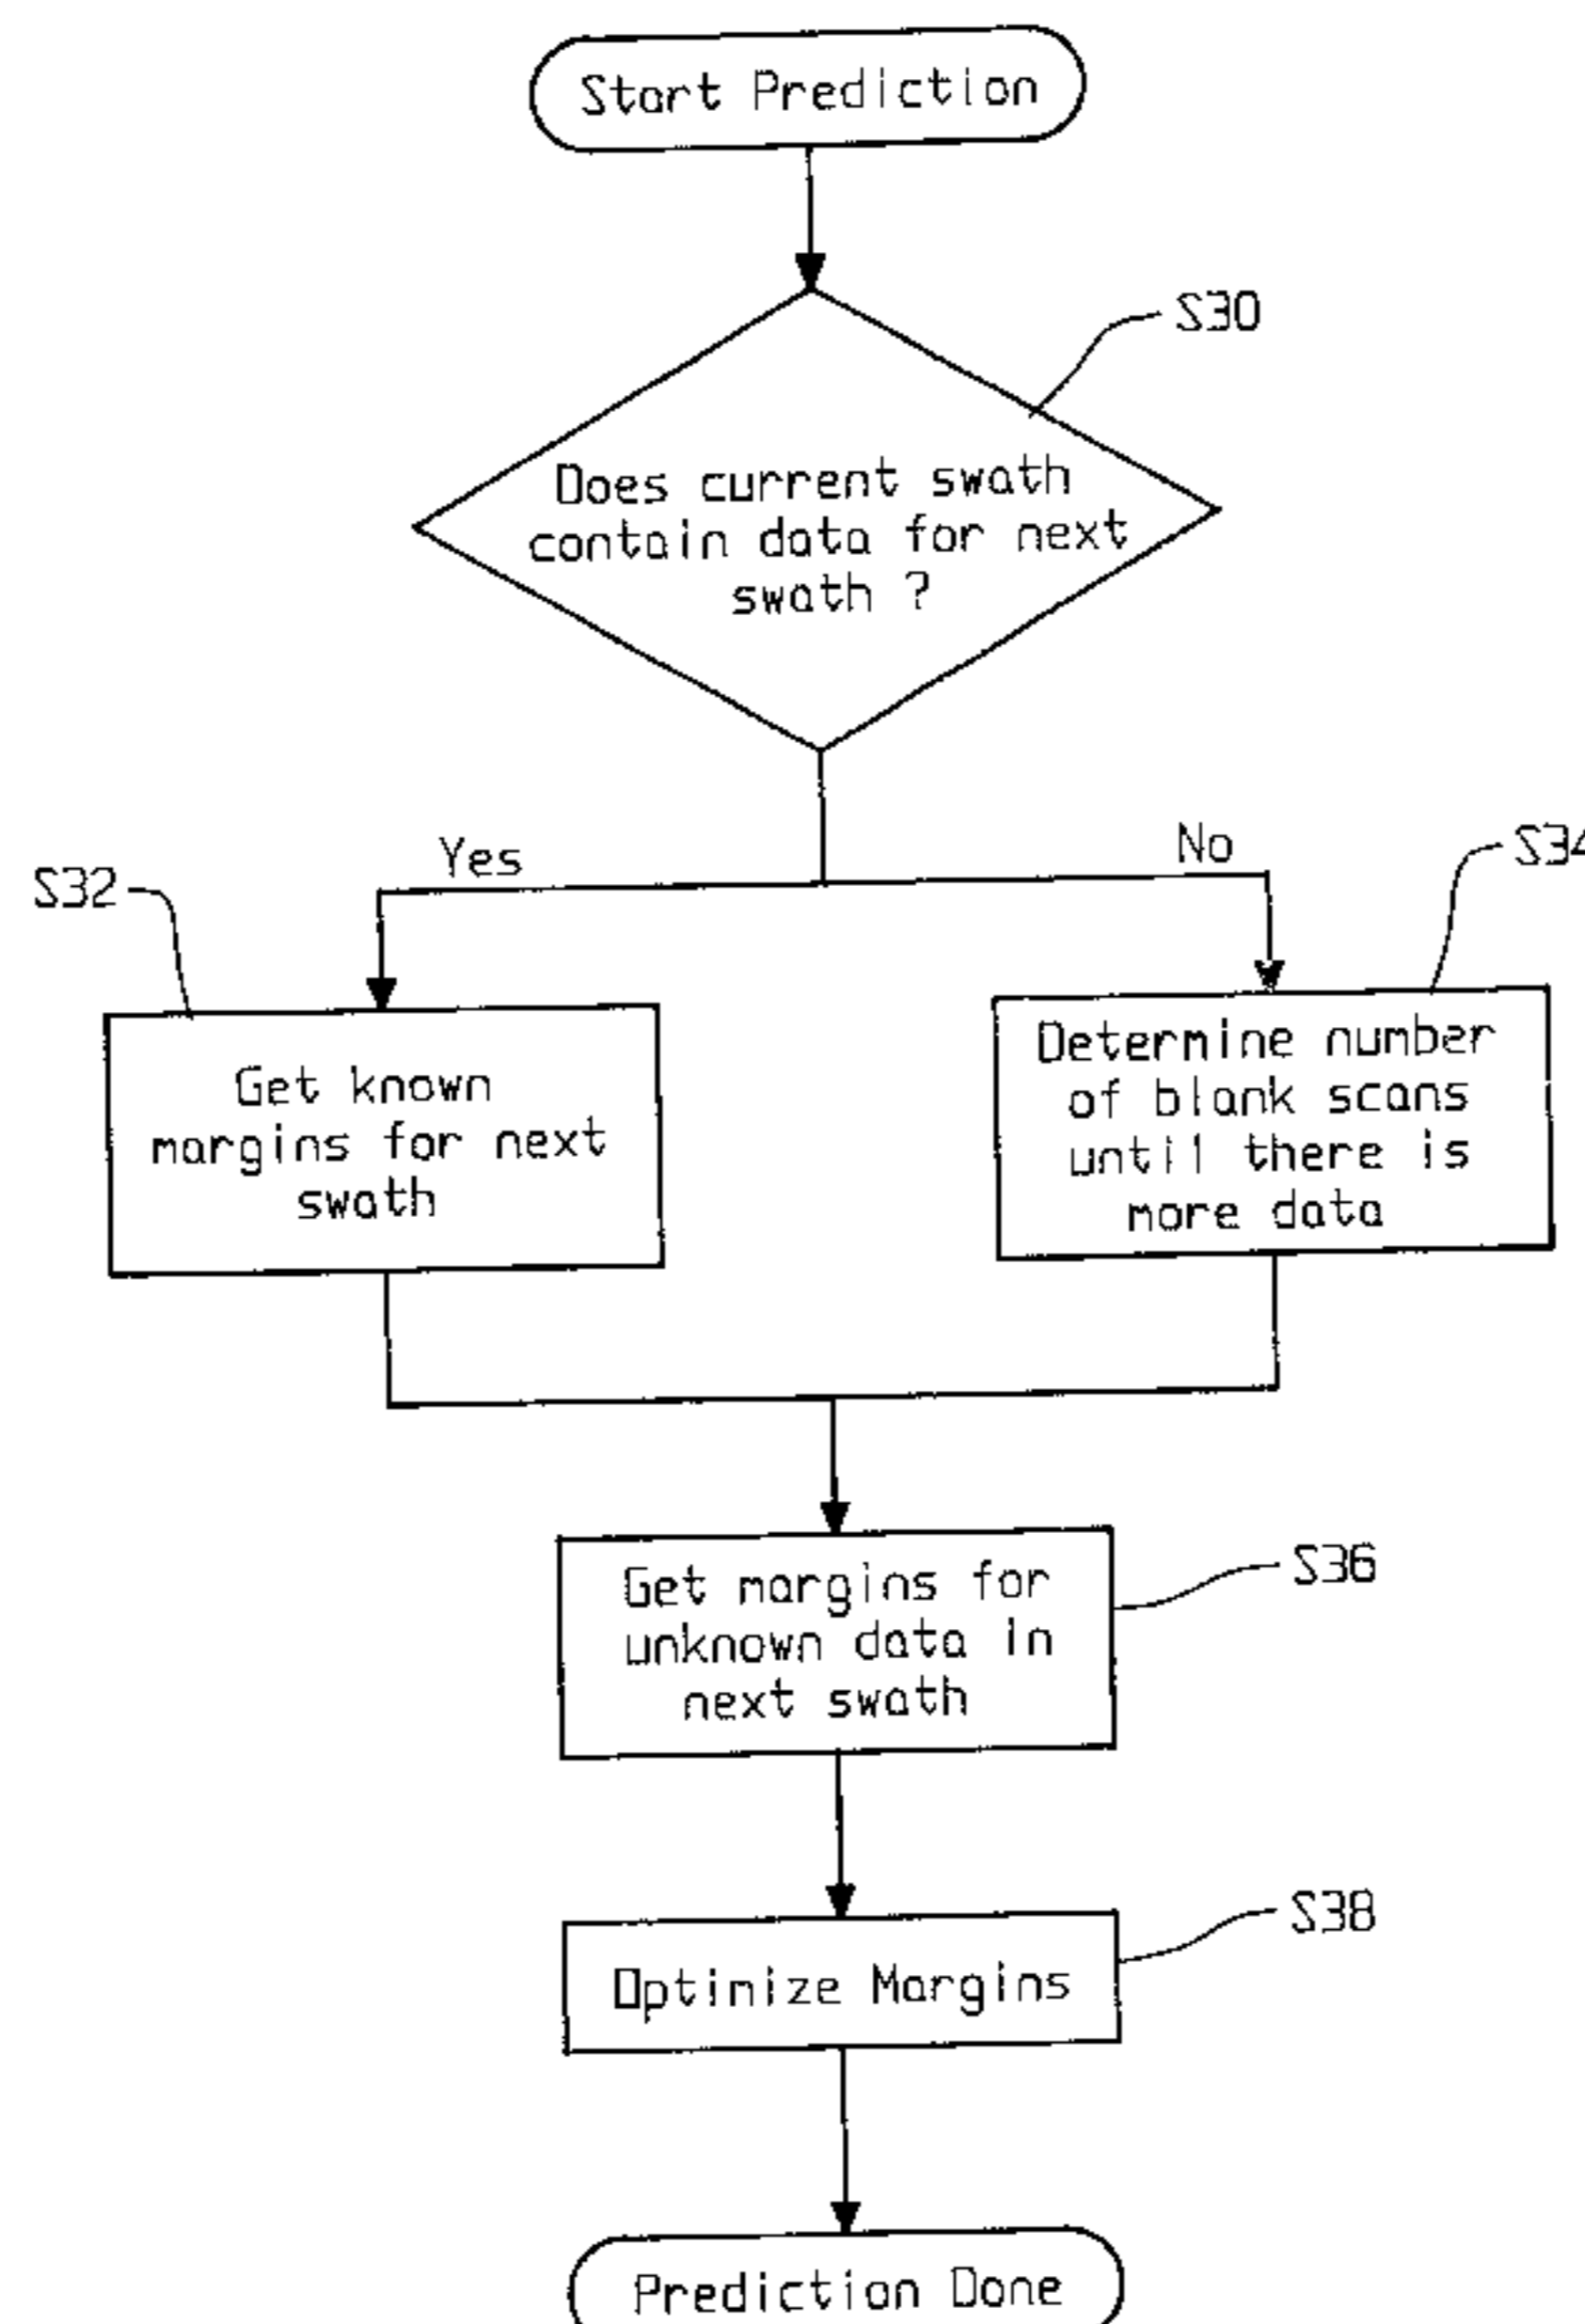 Start Prediction
S30
Does current swath
contain data for next
swath ?
Yes
No
S32
S34
Get known
margins for next
swath
Determine number
of blank scans
until there is
more data
Get margins for
unknown data in
next swath
S36
S38
Optimize Margins
Prediction Done